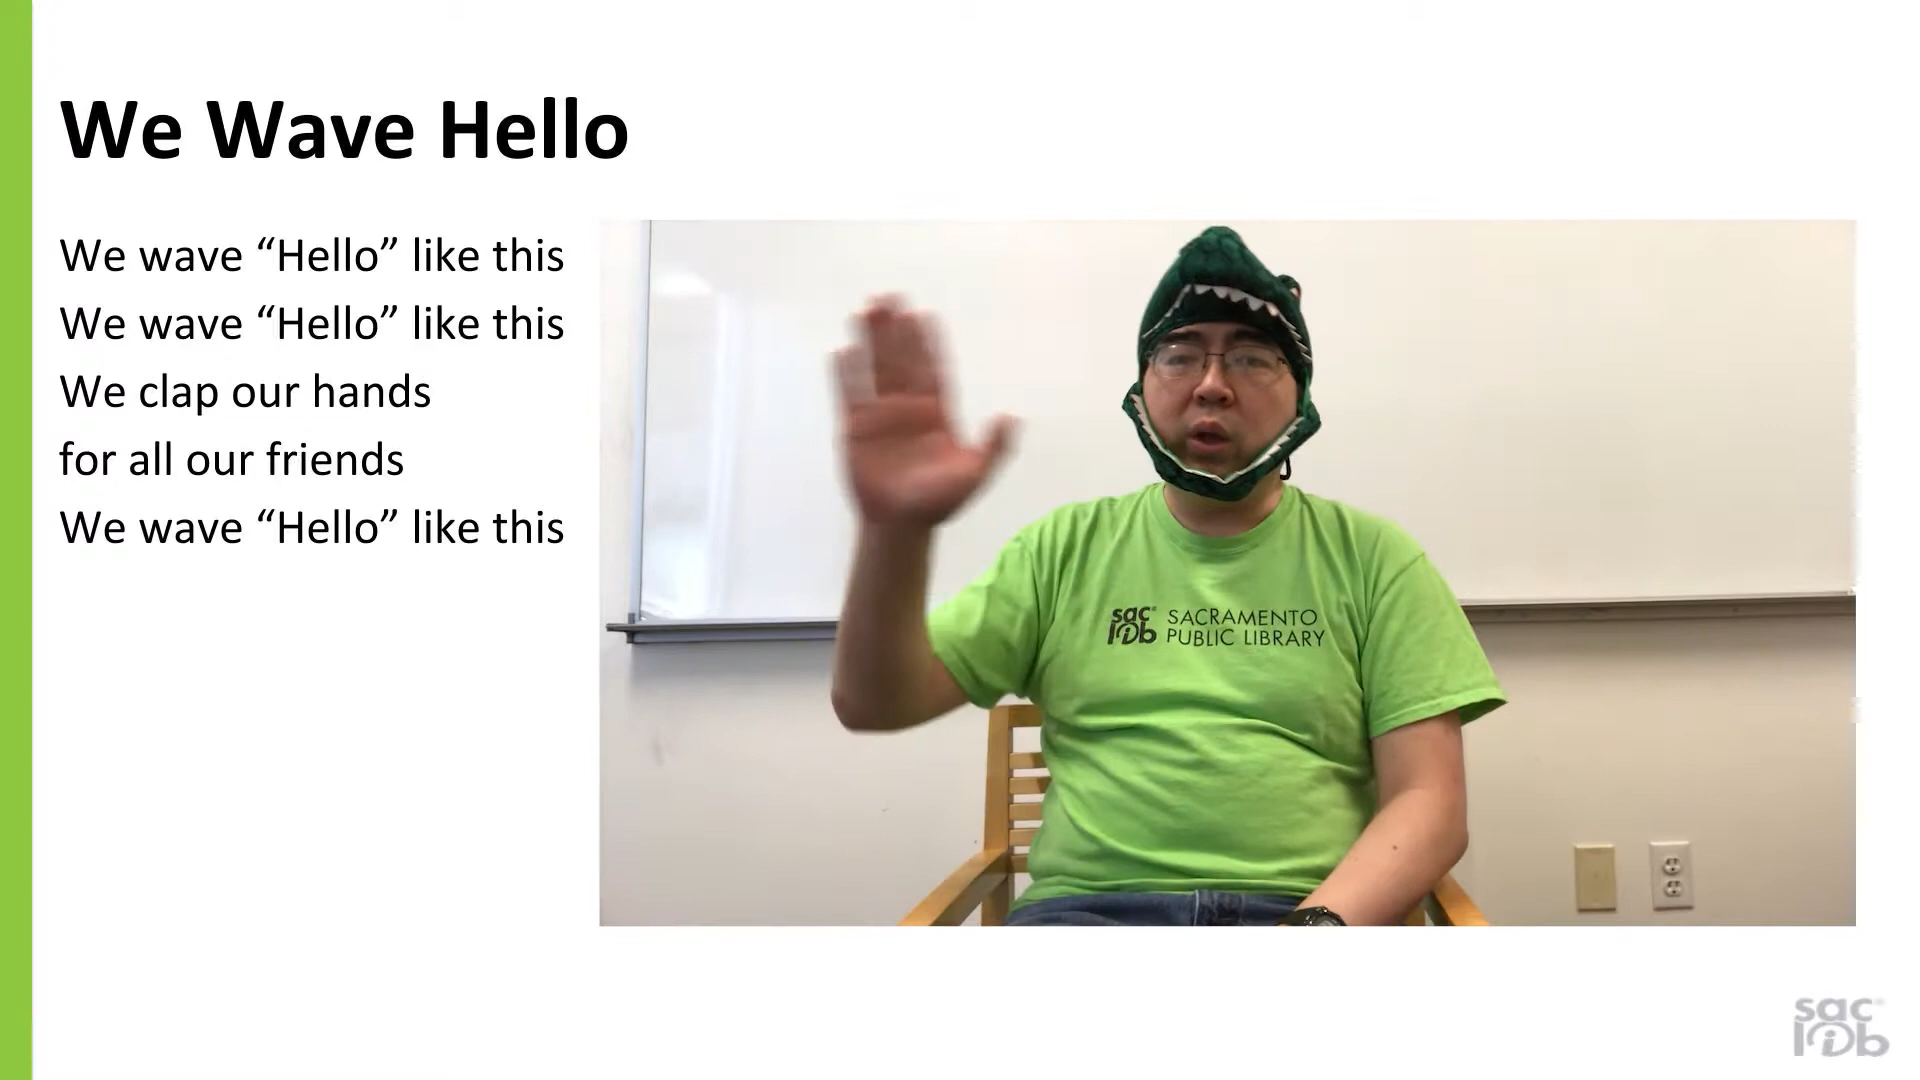 We Wave Hello
We wave “Hello” like this
We wave “Hello” like this
We clap our hands
for all our friends
We wave “Hello” like this
sac lib SACRAMENTO
PUBLIC LIBRARY
sac
lib